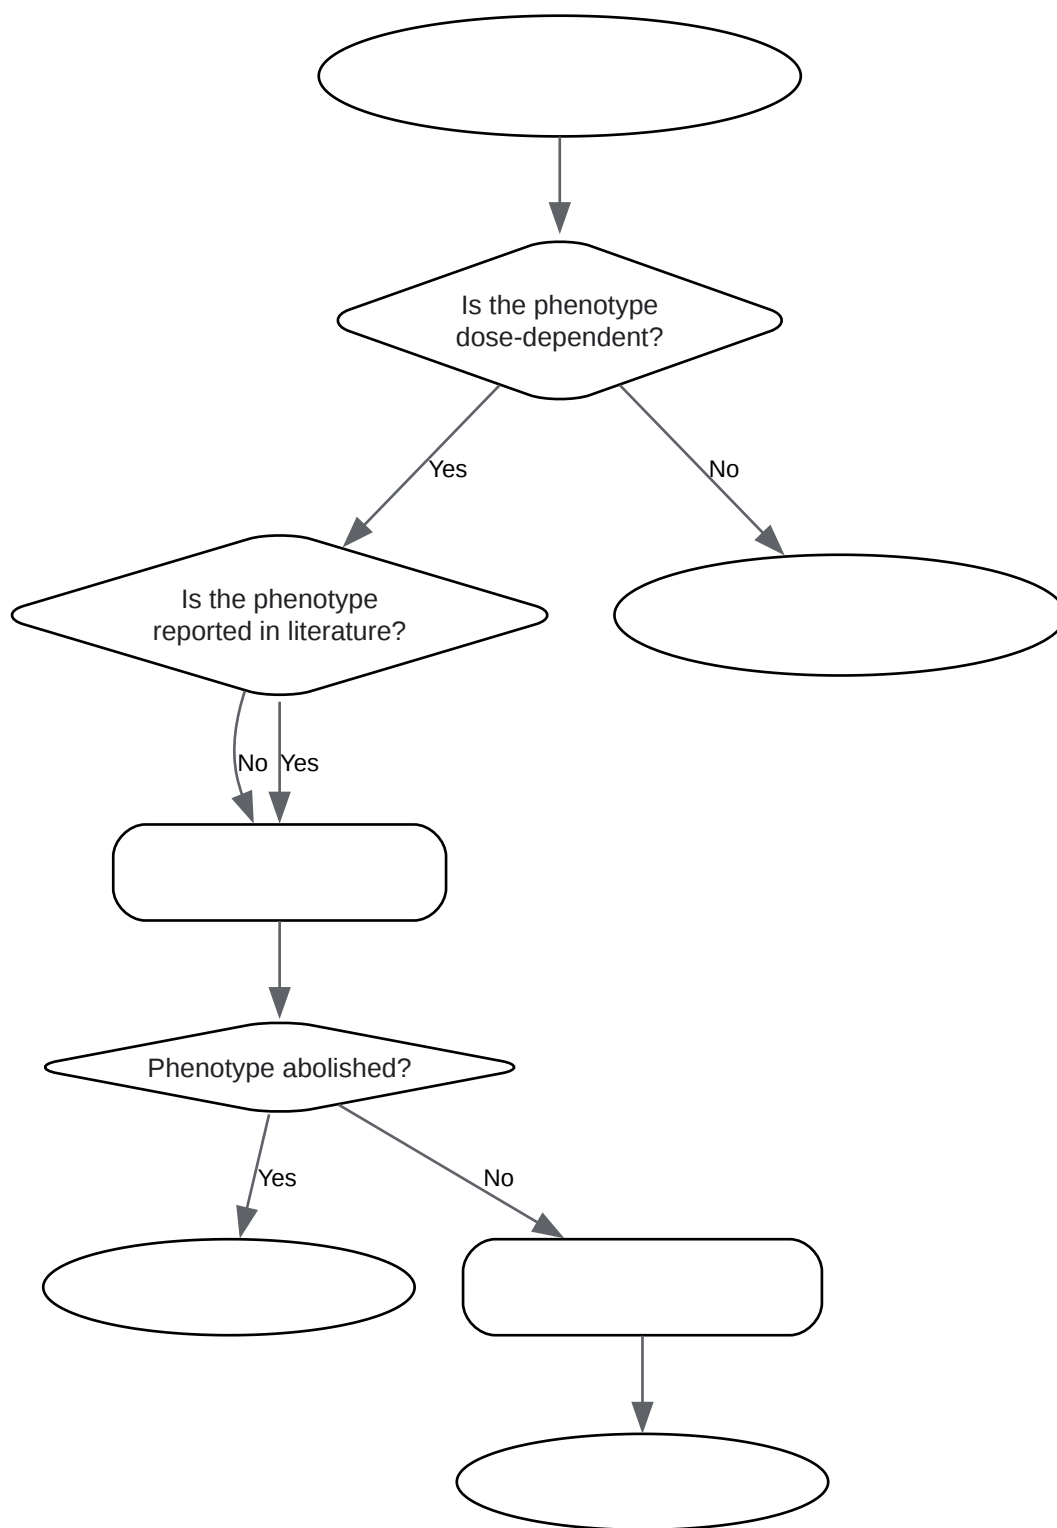 Is the phenotype
dose-dependent?
Yes
No
Is the phenotype
reported in literature?
No
Yes
Phenotype abolished?
Yes
No